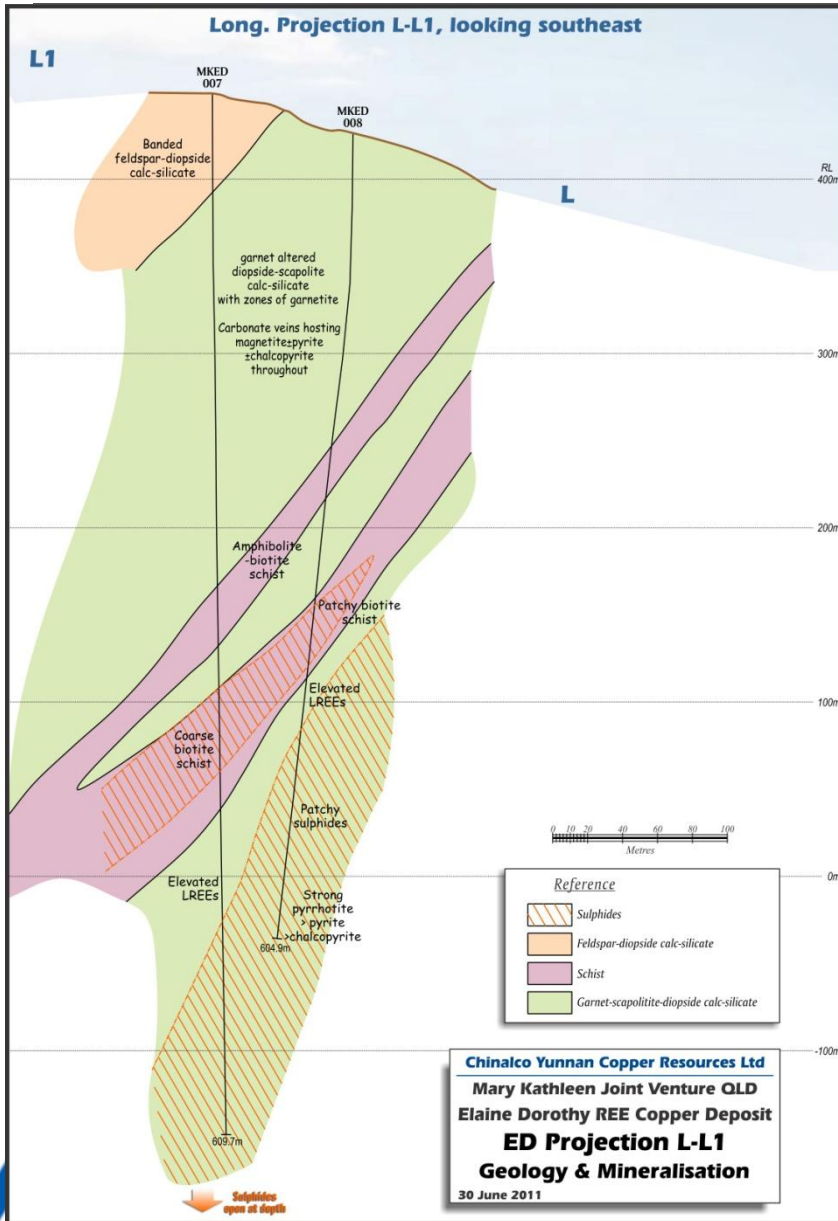 Long. Projection L-L1, looking southeast
L1
MKED
007
MKED
008
Banded
feldspar-diopside
calc-silicate
RL
400m
L
garnet altered
diopside-scapolite
calc-silicate
with zones of garnetite
Carbonate veins hosting
magnetite±pyrite
±chalcopyrite
throughout
300m
200m
Amphibolite
-biotite
schist
Patchy biotite
schist
100m
Elevated
LREEs
Coarse
biotite
schist
Patchy
sulphides
0 10 20 40 60 80 100
Metres
0m
Elevated
LREEs
Strong
pyrrhotite
> pyrite
>chalcopyrite
604.9m
Reference
Sulphides
Feldspar-diopside calc-silicate
Schist
Garnet-scapolitite-diopside calc-silicate
-100m
609.7m
Sulphides
open at depth
Chinalco Yunnan Copper Resources Ltd
Mary Kathleen Joint Venture QLD
Elaine Dorothy REE Copper Deposit
ED Projection L-L1
Geology & Mineralisation
30 June 2011